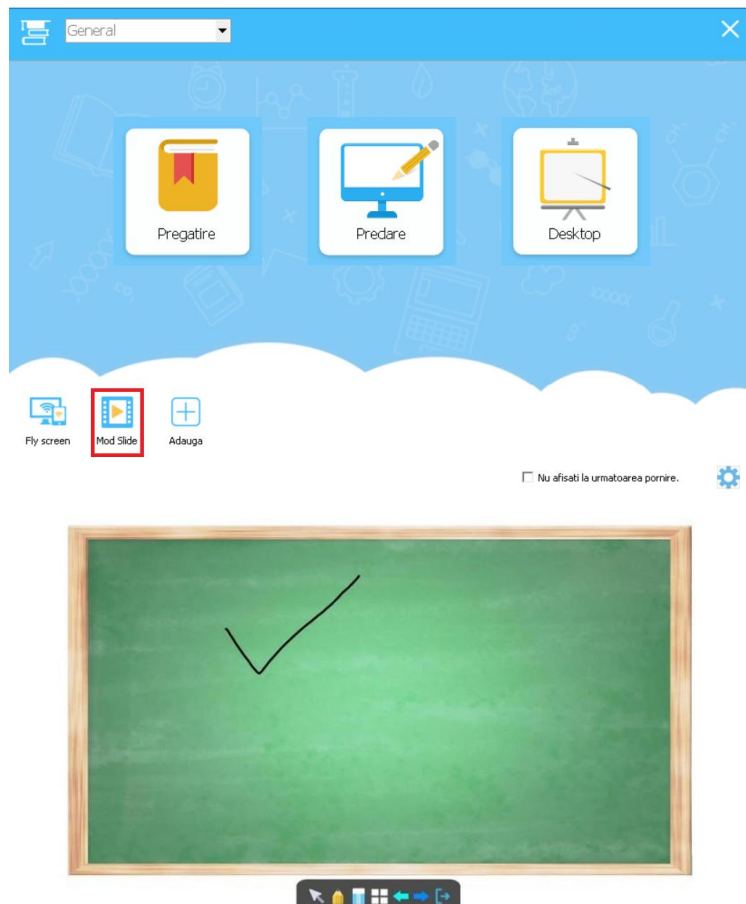 General
Pregatire
Predare
Desktop
Fly screen
Mod Slide
Adauga
Nu afisati la urmatoarea pornire.